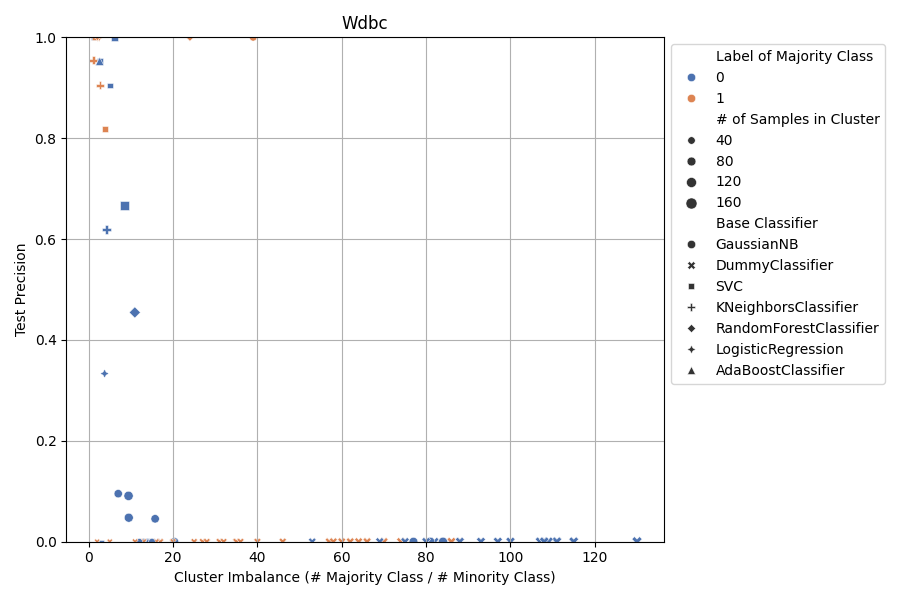 Wdbc
1.0
0.8
0.6
0.4
0.2
0.0
Test Precision
0
20
40
60
80
100
120
Cluster Imbalance (# Majority Class / # Minority Class)
Label of Majority Class
0
1
# of Samples in Cluster
40
80
120
160
Base Classifier
GaussianNB
DummyClassifier
SVC
KNeighborsClassifier
RandomForestClassifier
LogisticRegression
AdaBoostClassifier